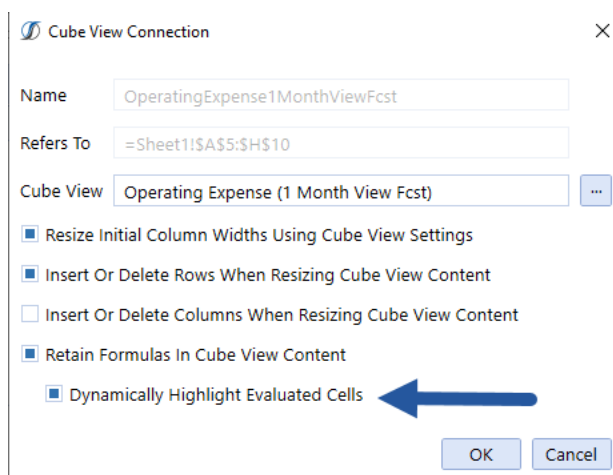 Cube View Connection
Name OperatingExpense1MonthViewFcst
Refers To =Sheet1!$A$5:$H$10
Cube View Operating Expense (1 Month View Fcst) ...
Resize Initial Column Widths Using Cube View Settings
Insert Or Delete Rows When Resizing Cube View Content
Insert Or Delete Columns When Resizing Cube View Content
Retain Formulas In Cube View Content
Dynamically Highlight Evaluated Cells
OK Cancel